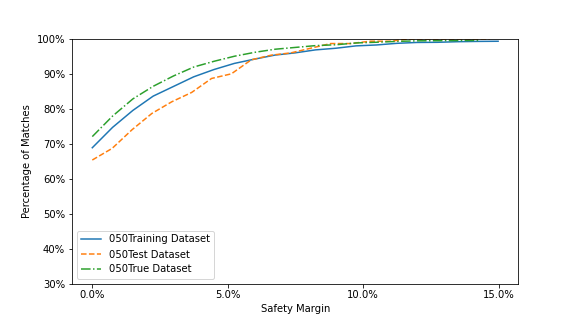 100%
90%
80%
70%
60%
50%
40%
30%
Percentage of Matches
050Training Dataset
050Test Dataset
050True Dataset
0.0%
5.0%
10.0%
15.0%
Safety Margin